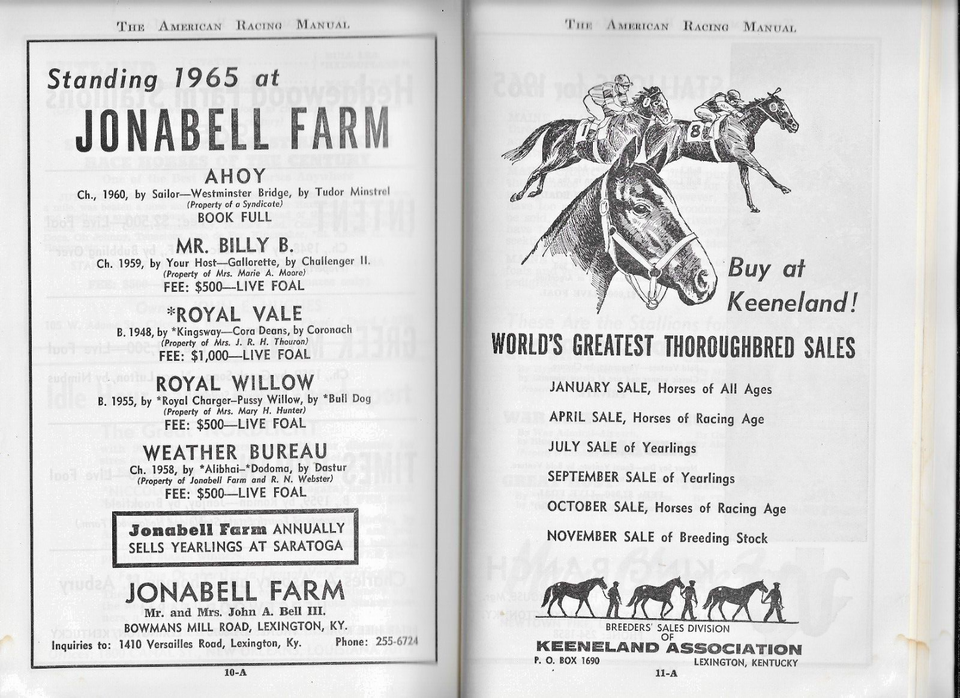 THE AMERICAN RACING MANUAL
Standing 1965 at
JONABELL FARM
AHOY
Ch., 1960, by Sailor—Westminster Bridge, by Tudor Minstrel
(Property of a Syndicate)
BOOK FULL
MR. BILLY B.
Ch. 1959, by Your Host—Gallorette, by Challenger II.
(Property of Mrs. Marie A. Moore)
FEE: $500—LIVE FOAL
*ROYAL VALE
B. 1948, by *Kingsway—Cora Deans, by Coronach
(Property of Mrs. J. R. H. Thouron)
FEE: $1,000—LIVE FOAL
ROYAL WILLOW
B. 1955, by *Royal Charger-Pussy Willow, by *Bull Dog
(Property of Mrs. Mary H. Hunter)
FEE: $500—LIVE FOAL
WEATHER BUREAU
Ch. 1958, by *Alibhai-*Dodoma, by Dastur
(Property of Jonabell Farm and R. N. Webster)
FEE: $500—LIVE FOAL
Jonabell Farm ANNUALLY
SELLS YEARLINGS AT SARATOGA
JONABELL FARM
Mr. and Mrs. John A. Bell III.
BOWMANS MILL ROAD, LEXINGTON, KY.
Inquiries to: 1410 Versailles Road, Lexington, Ky. Phone: 255-6724
10-A
THE AMERICAN RACING MANUAL
1
8
Buy at
Keeneland!
WORLD'S GREATEST THOROUGHBRED SALES
JANUARY SALE, Horses of All Ages
APRIL SALE, Horses of Racing Age
JULY SALE of Yearlings
SEPTEMBER SALE of Yearlings
OCTOBER SALE, Horses of Racing Age
NOVEMBER SALE of Breeding Stock
BREEDERS' SALES DIVISION
OF
KEENELAND ASSOCIATION
P. O. BOX 1690 LEXINGTON, KENTUCKY
11-A